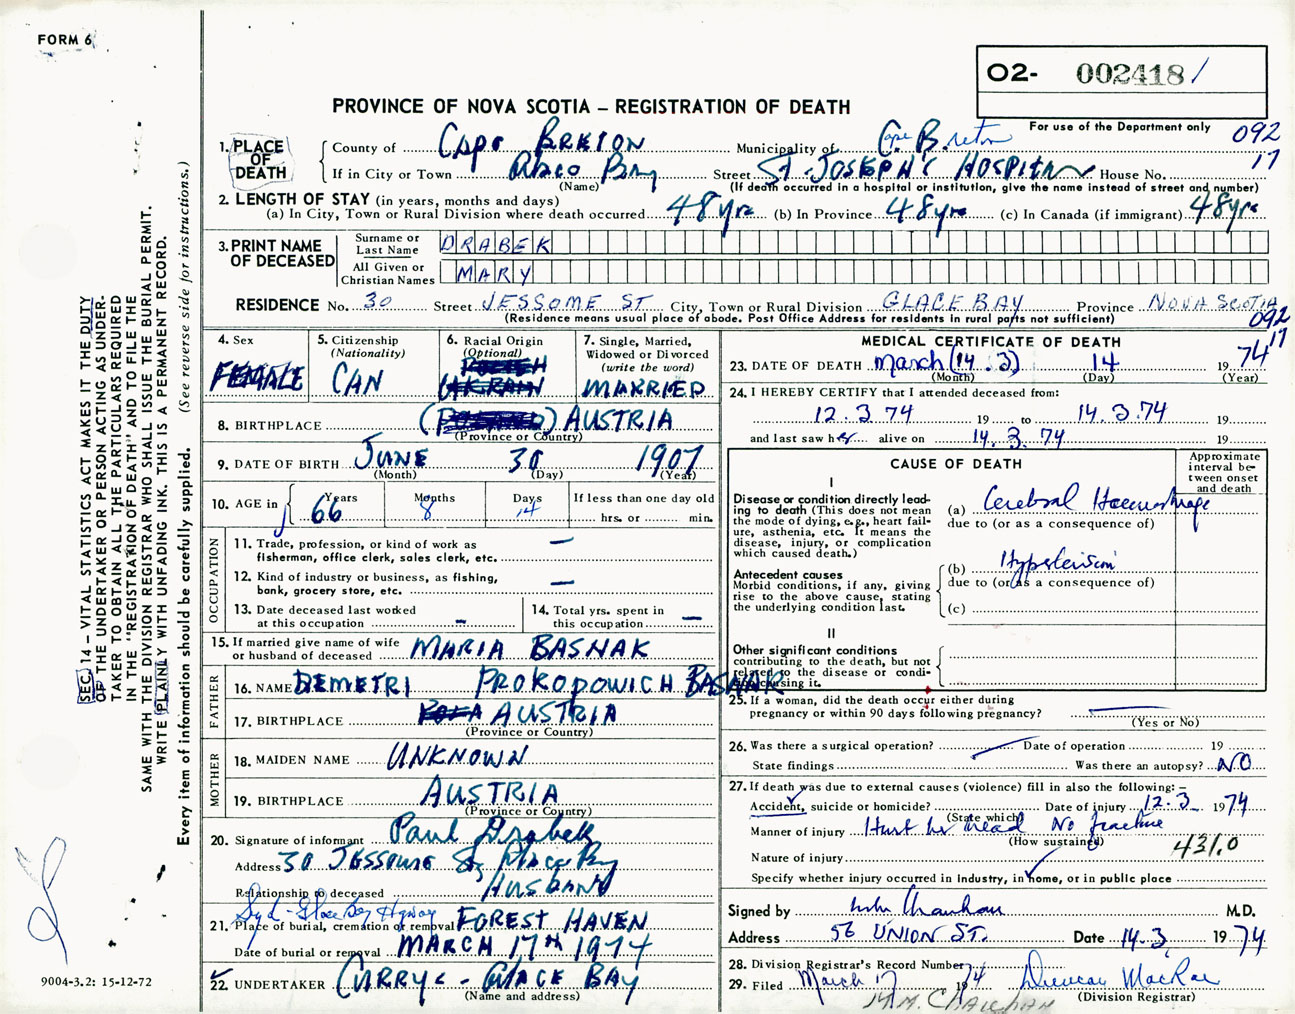 FORM 6
O2- 002418 /
PROVINCE OF NOVA SCOTIA – REGISTRATION OF DEATH
For use of the Department only
092
17
1. PLACE OF DEATH
County of Cape BRETON Municipality of Cape Breton
If in City or Town Glace Bay Street St. JOSEPH'S HOSPITAL House No.
(Name) (If death occurred in a hospital or institution, give the name instead of street and number)
2. LENGTH OF STAY (in years, months and days)
(a) In City, Town or Rural Division where death occurred 48 yrs (b) In Province 48 yrs (c) In Canada (if immigrant) 48 yrs
3. PRINT NAME OF DECEASED
Surname or Last Name DRABEK
All Given or Christian Names MARY
RESIDENCE No. 30 Street JESSOME ST City, Town or Rural Division GLACE BAY Province NOVA SCOTIA
(Residence means usual place of abode. Post Office Address for residents in rural parts not sufficient)
092
17
4. Sex
FEMALE
5. Citizenship
(Nationality)
CAN
6. Racial Origin
(Optional)
POLISH
UKRAIN
7. Single, Married,
Widowed or Divorced
(write the word)
MARRIED
8. BIRTHPLACE (POLAND) AUSTRIA
(Province or Country)
9. DATE OF BIRTH JUNE 30 1907
(Month) (Day) (Year)
10. AGE in Years Months Days If less than one day old
66 8 14 hrs. or min.
OCCUPATION
11. Trade, profession, or kind of work as
fisherman, office clerk, sales clerk, etc. —
12. Kind of industry or business, as fishing,
bank, grocery store, etc. —
13. Date deceased last worked
at this occupation –
14. Total yrs. spent in
this occupation —
15. If married give name of wife
or husband of deceased MARIA BASNAK
FATHER
16. NAME DEMETRI PROKOPOWICH BASNAK
17. BIRTHPLACE AUSTRIA
(Province or Country)
MOTHER
18. MAIDEN NAME UNKNOWN
19. BIRTHPLACE AUSTRIA
(Province or Country)
20. Signature of informant Paul Drabek
Address 30 JESSOME St, Glace Bay
Relationship to deceased HUSBAND
Syd - Glace Bay Hgway
21. Place of burial, cremation or removal FOREST HAVEN
Date of burial or removal MARCH 17th 1974
22. UNDERTAKER CURRY'S - GLACE BAY
(Name and address)
MEDICAL CERTIFICATE OF DEATH
23. DATE OF DEATH March (14.3) 14 19 74
(Month) (Day) (Year)
24. I HEREBY CERTIFY that I attended deceased from:
12.3.74 19 to 14.3.74 19
and last saw her alive on 14.3.74 19
CAUSE OF DEATH
Approximate interval between onset and death
I
Disease or condition directly leading to death (This does not mean the mode of dying, e.g., heart failure, asthenia, etc. It means the disease, injury, or complication which caused death.)
(a) Cerebral Haemorrhage
due to (or as a consequence of)
Antecedent causes
Morbid conditions, if any, giving rise to the above cause, stating the underlying condition last.
(b) Hypertension
due to (or as a consequence of)
(c)
II
Other significant conditions
contributing to the death, but not related to the disease or condition causing it.
25. If a woman, did the death occur either during
pregnancy or within 90 days following pregnancy? —
(Yes or No)
26. Was there a surgical operation? Date of operation 19
State findings Was there an autopsy? NO
27. If death was due to external causes (violence) fill in also the following: –
Accident, suicide or homicide? Date of injury 12.3. 1974
(State which)
Manner of injury Hurt her head No fracture
(How sustained)
431.0
Nature of injury
Specify whether injury occurred in Industry, in home, or in public place
Signed by Chauhan M.D.
Address 56 UNION ST. Date 14.3. 1974
28. Division Registrar's Record Number
29. Filed March 17 1974 Duncan MacRae
(Division Registrar)
M.M. CHAUHAN
SEC. 14 – VITAL STATISTICS ACT MAKES IT THE DUTY
OF THE UNDERTAKER OR PERSON ACTING AS UNDERTAKER TO OBTAIN ALL THE PARTICULARS REQUIRED
IN THE "REGISTRATION OF DEATH" AND TO FILE THE
SAME WITH THE DIVISION REGISTRAR WHO SHALL ISSUE THE BURIAL PERMIT.
WRITE PLAINLY WITH UNFADING INK. THIS IS A PERMANENT RECORD.
Every item of information should be carefully supplied. (See reverse side for instructions.)
9004-3.2: 15-12-72